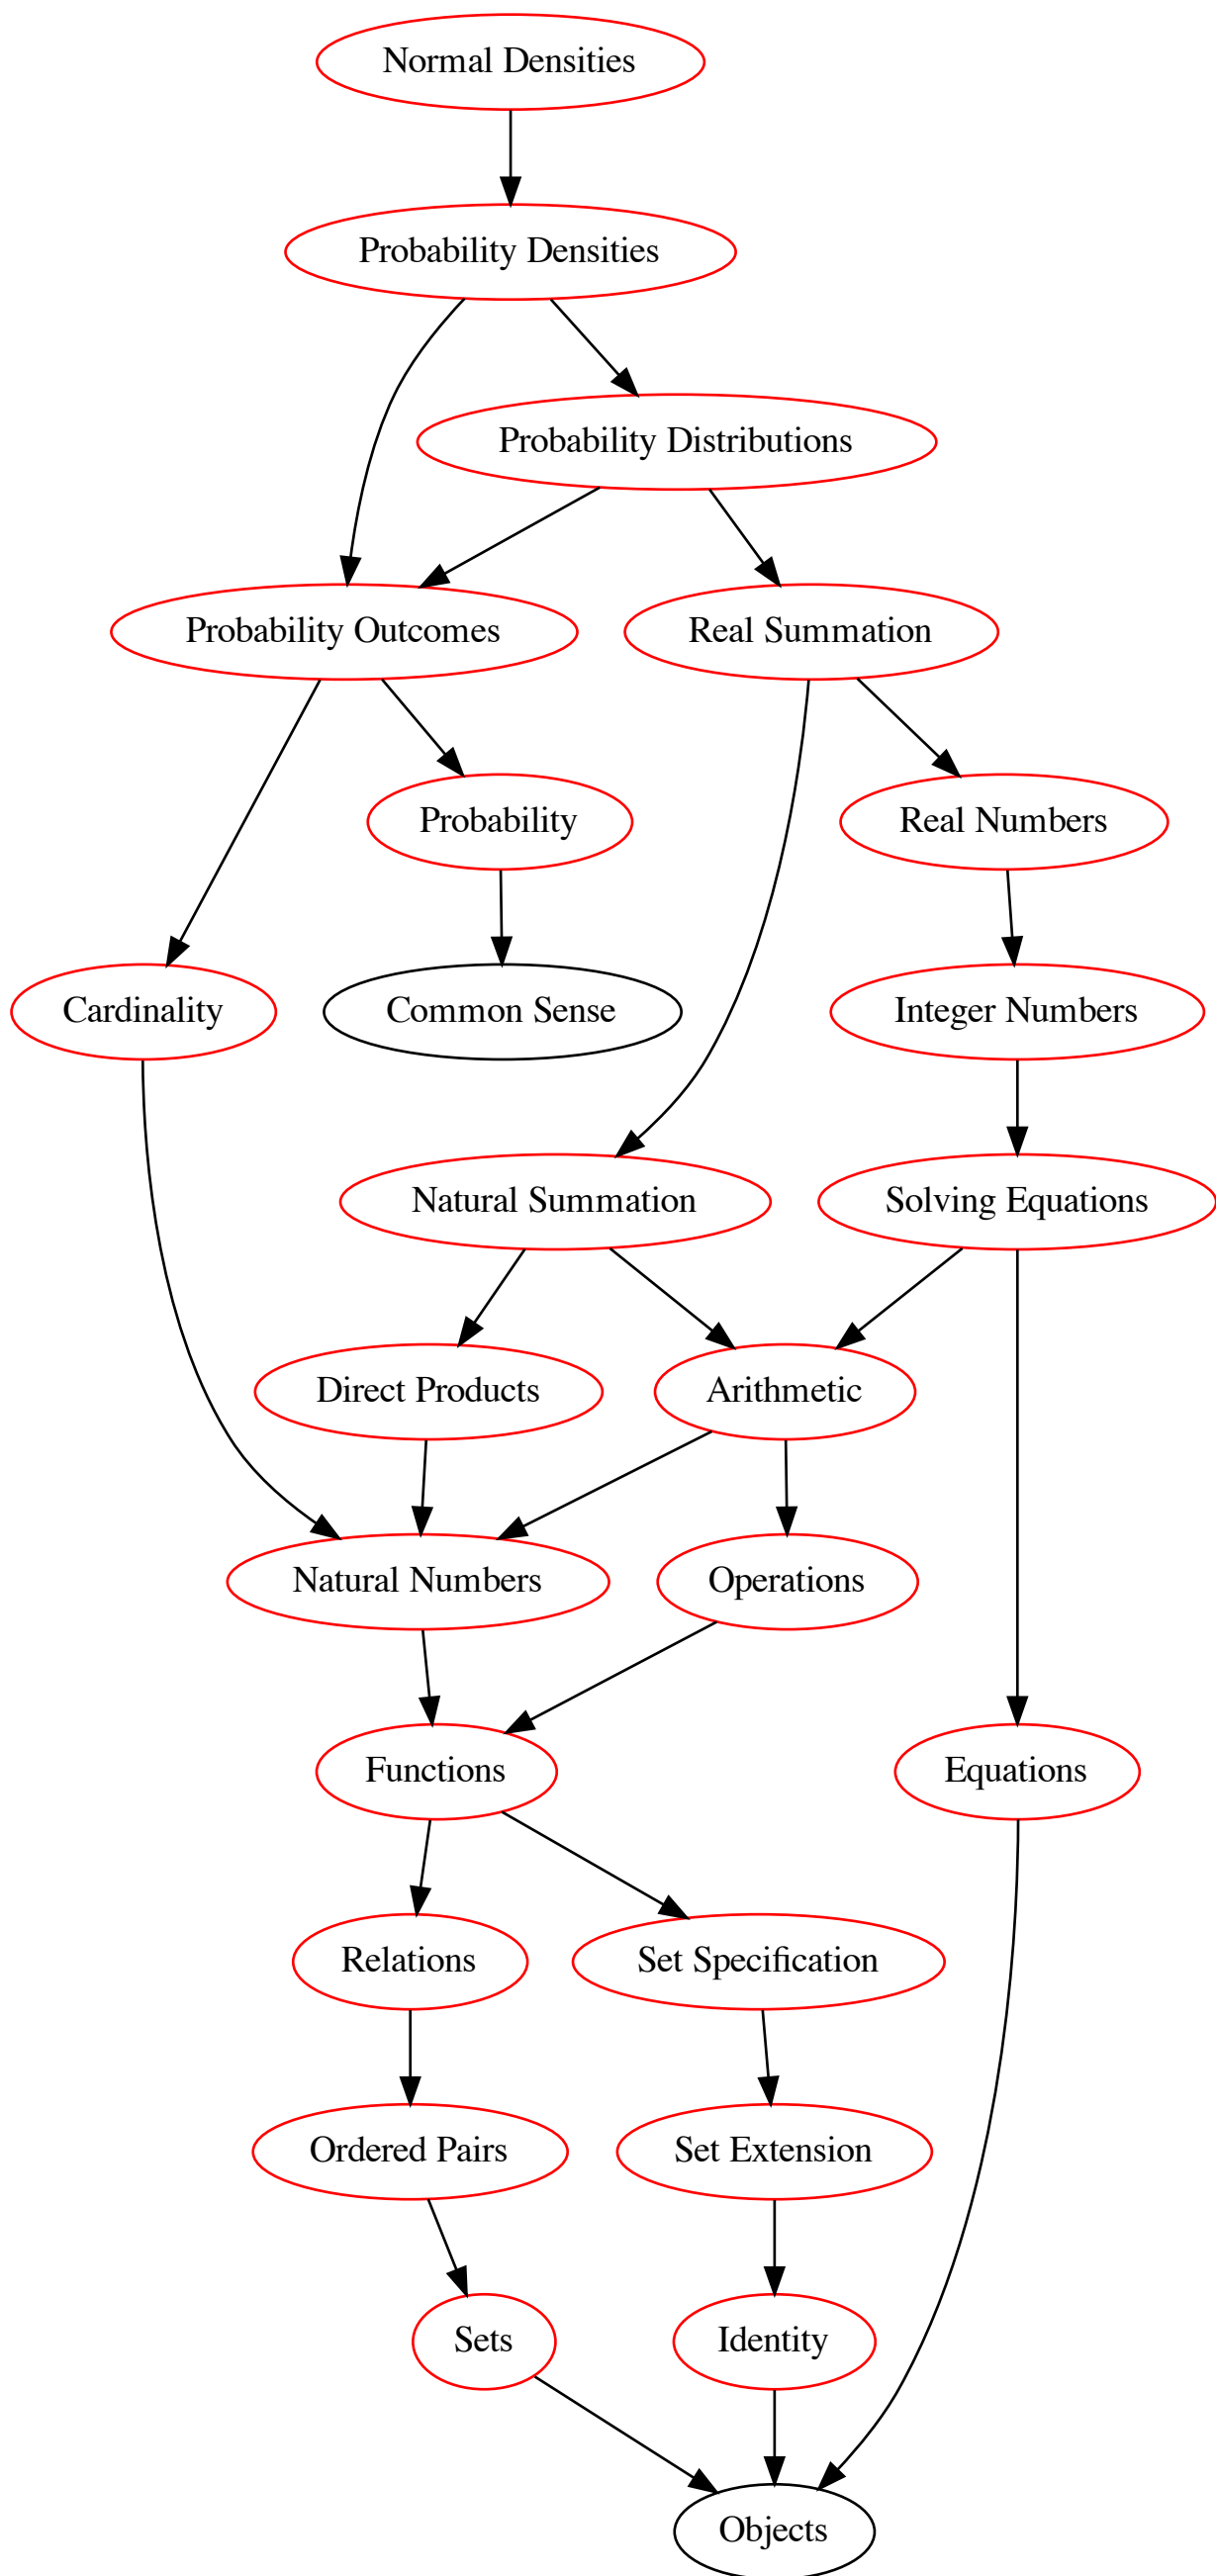 Normal Densities
Probability Densities
Probability Distributions
Probability Outcomes
Real Summation
Probability
Real Numbers
Cardinality
Common Sense
Integer Numbers
Natural Summation
Solving Equations
Direct Products
Arithmetic
Natural Numbers
Operations
Functions
Equations
Relations
Set Specification
Ordered Pairs
Set Extension
Sets
Identity
Objects